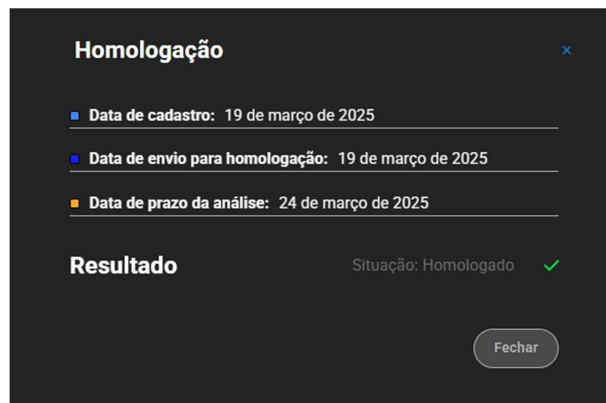 Homologação
Data de cadastro: 19 de março de 2025
Data de envio para homologação: 19 de março de 2025
Data de prazo da análise: 24 de março de 2025
Resultado Situação: Homologado
Fechar